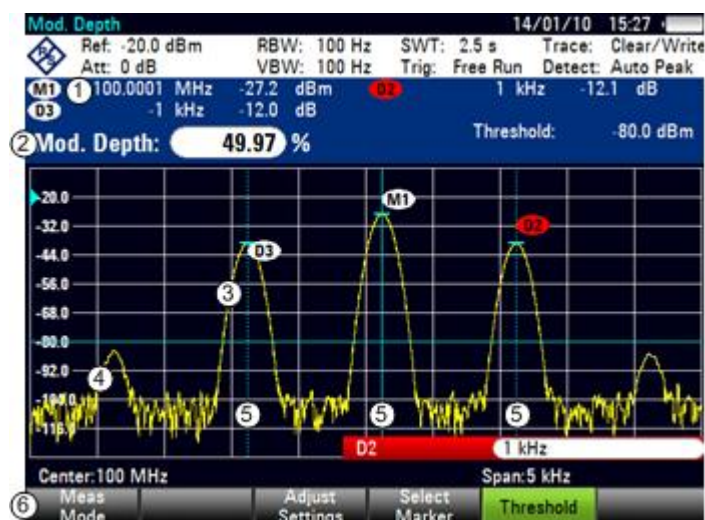 Mod. Depth 14/01/10 15:27
Ref: -20.0 dBm RBW: 100 Hz SWT: 2.5 s Trace: Clear/Write
Att: 0 dB VBW: 100 Hz Trig: Free Run Detect: Auto Peak
M1 1 100.0001 MHz -27.2 dBm D2 1 kHz -12.1 dB
D3 -1 kHz -12.0 dB
Threshold: -80.0 dBm
2 Mod. Depth: 49.97 %
-20.0
M1
-32.0
D2
D3
-44.0
-56.0
3
-68.0
-80.0
-92.0
4
-104.0
5 5 5
-116.0
D2 1 kHz
Center:100 MHz Span:5 kHz
6 Meas Mode Adjust Settings Select Marker Threshold